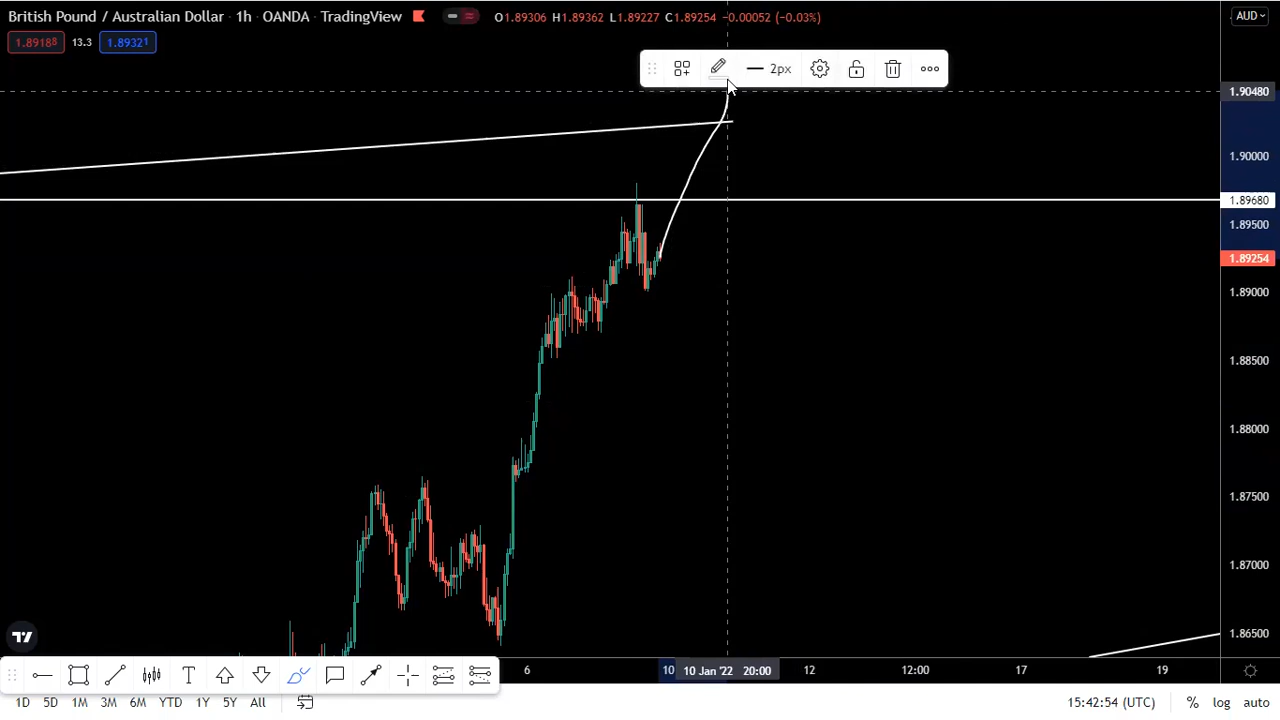 British Pound / Australian Dollar · 1h · OANDA · TradingView
O1.89306 H1.89362 L1.89227 C1.89254 −0.00052 (−0.03%)
AUD
1.89188 13.3 1.89321
2px
1.90480
1.90000
1.89680
1.89500
1.89254
1.89000
1.88500
1.88000
1.87500
1.87000
1.86500
T
6 10 10 Jan '22 20:00 12 12:00 17 19
1D 5D 1M 3M 6M YTD 1Y 5Y All
15:42:54 (UTC) % log auto